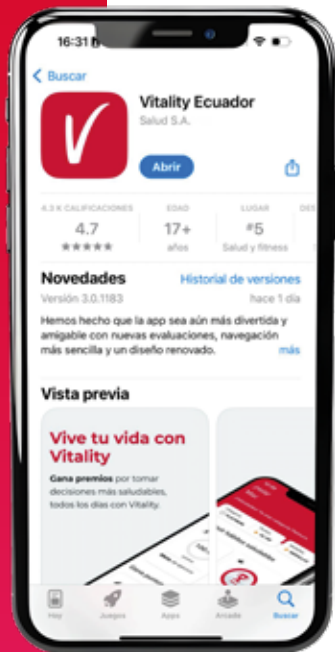 16:31
Buscar
Vitality Ecuador
Salud S.A.
Abrir
4.3 K CALIFICACIONES
EDAD
LUGAR
4.7
17+
#5
★★★★★
años
Salud y fitness
Novedades
Historial de versiones
Versión 3.0.1183
hace 1 día
Hemos hecho que la app sea aún más divertida y
amigable con nuevas evaluaciones, navegación
más sencilla y un diseño renovado.
más
Vista previa
Vive tu vida con
Vitality
Gana premios por tomar
decisiones más saludables,
todos los días con Vitality.
Hoy
Juegos
Apps
Arcade
Buscar